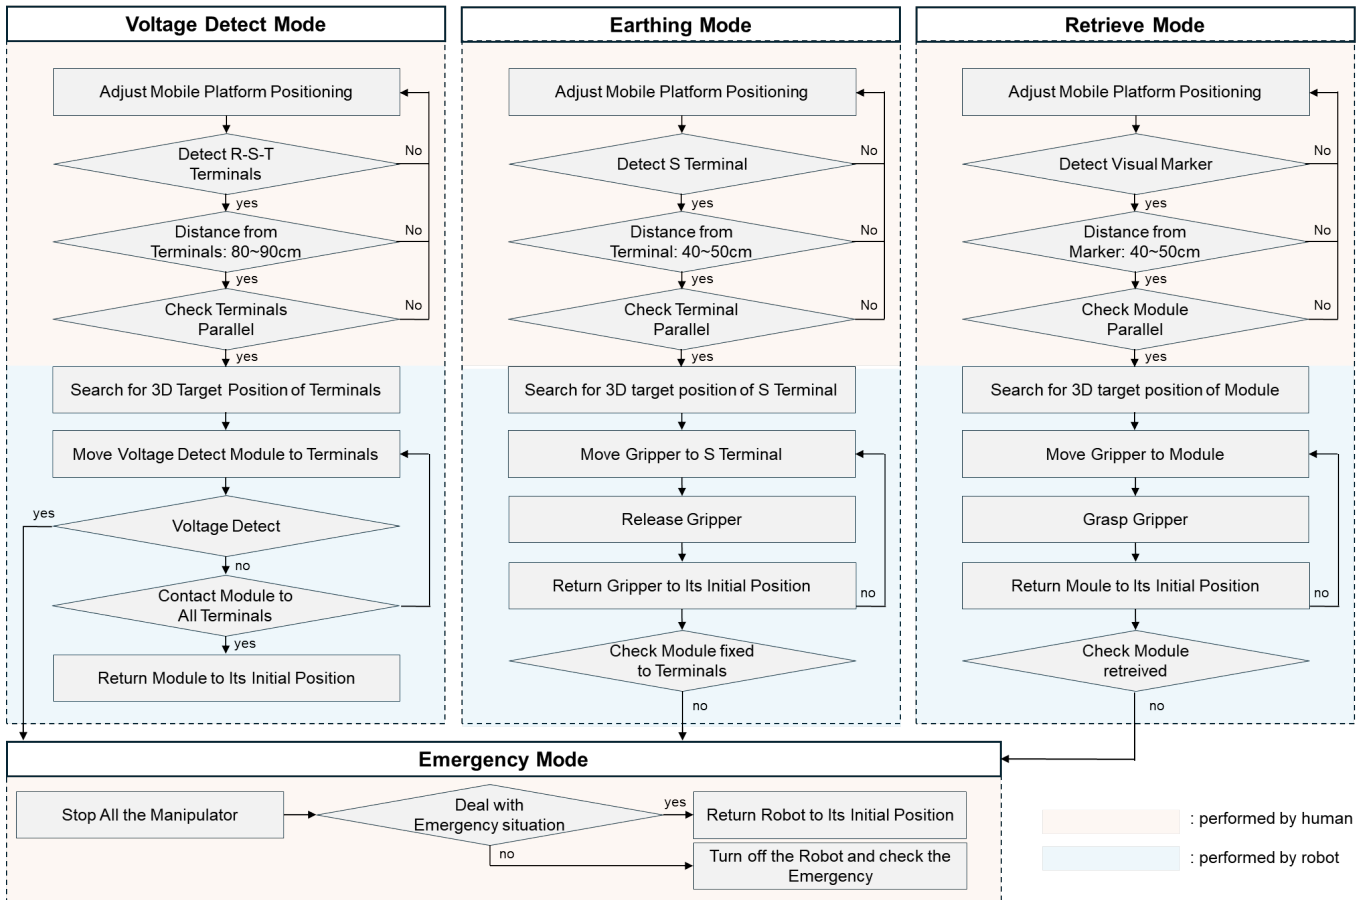 Voltage Detect Mode
Adjust Mobile Platform Positioning
Detect R-S-T
Terminals
No
yes
Distance from
Terminals: 80~90cm
No
yes
Check Terminals
Parallel
No
yes
Search for 3D Target Position of Terminals
Move Voltage Detect Module to Terminals
yes
Voltage Detect
no
Contact Module to
All Terminals
yes
Return Module to Its Initial Position
Earthing Mode
Adjust Mobile Platform Positioning
Detect S Terminal
No
yes
Distance from
Terminal: 40~50cm
No
yes
Check Terminal
Parallel
No
yes
Search for 3D target position of S Terminal
Move Gripper to S Terminal
Release Gripper
Return Gripper to Its Initial Position
no
Check Module fixed
to Terminals
no
Retrieve Mode
Adjust Mobile Platform Positioning
Detect Visual Marker
No
yes
Distance from
Marker: 40~50cm
No
yes
Check Module
Parallel
No
yes
Search for 3D target position of Module
Move Gripper to Module
Grasp Gripper
Return Moule to Its Initial Position
no
Check Module
retreived
no
Emergency Mode
Stop All the Manipulator
Deal with
Emergency situation
yes
Return Robot to Its Initial Position
no
Turn off the Robot and check the
Emergency
: performed by human
: performed by robot